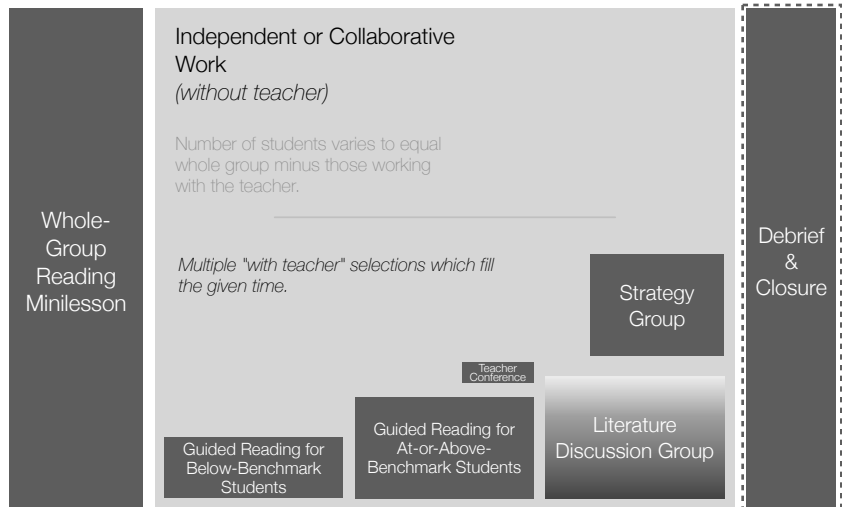 Whole-
Group
Reading
Minilesson
Independent or Collaborative
Work
(without teacher)
Number of students varies to equal
whole group minus those working
with the teacher.
Multiple "with teacher" selections which fill
the given time.
Strategy
Group
Teacher
Conference
Guided Reading for
Below-Benchmark
Students
Guided Reading for
At-or-Above-
Benchmark Students
Literature
Discussion Group
Debrief
&
Closure